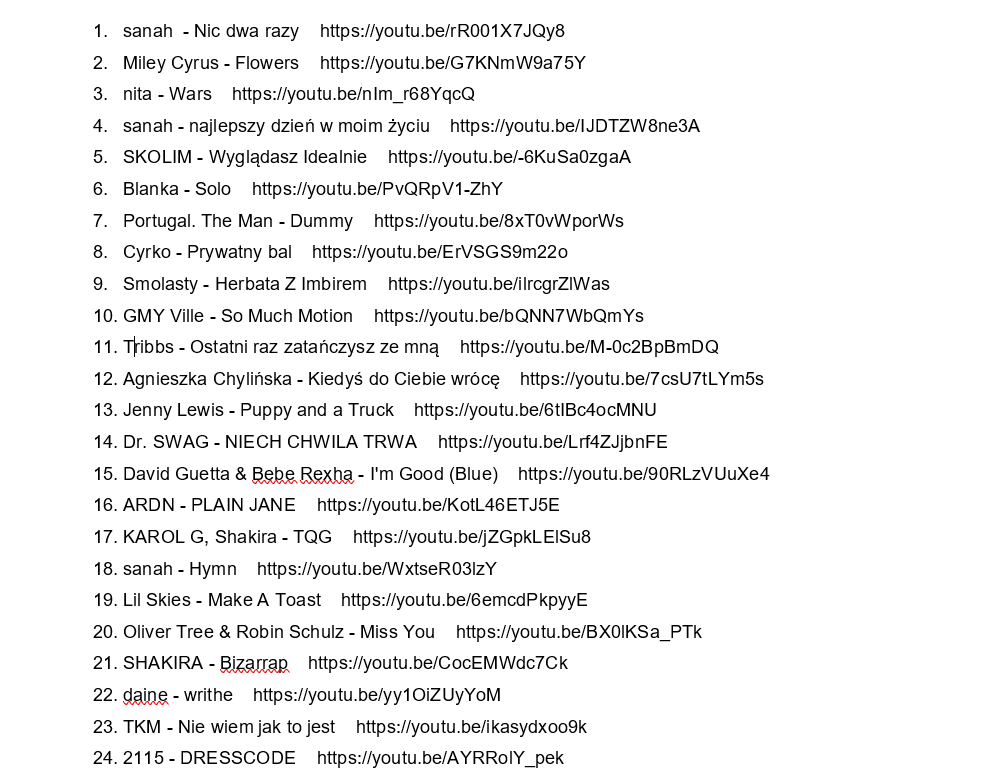 1. sanah - Nic dwa razy https://youtu.be/rR001X7JQy8
2. Miley Cyrus - Flowers https://youtu.be/G7KNmW9a75Y
3. nita - Wars https://youtu.be/nIm_r68YqcQ
4. sanah - najlepszy dzień w moim życiu https://youtu.be/IJDTZW8ne3A
5. SKOLIM - Wyglądasz Idealnie https://youtu.be/-6KuSa0zgaA
6. Blanka - Solo https://youtu.be/PvQRpV1-ZhY
7. Portugal. The Man - Dummy https://youtu.be/8xT0vWporWs
8. Cyrko - Prywatny bal https://youtu.be/ErVSGS9m22o
9. Smolasty - Herbata Z Imbirem https://youtu.be/iIrcgrZlWas
10. GMY Ville - So Much Motion https://youtu.be/bQNN7WbQmYs
11. Tribbs - Ostatni raz zatańczysz ze mną https://youtu.be/M-0c2BpBmDQ
12. Agnieszka Chylińska - Kiedyś do Ciebie wrócę https://youtu.be/7csU7tLYm5s
13. Jenny Lewis - Puppy and a Truck https://youtu.be/6tIBc4ocMNU
14. Dr. SWAG - NIECH CHWILA TRWA https://youtu.be/Lrf4ZJjbnFE
15. David Guetta & Bebe Rexha - I'm Good (Blue) https://youtu.be/90RLzVUuXe4
16. ARDN - PLAIN JANE https://youtu.be/KotL46ETJ5E
17. KAROL G, Shakira - TQG https://youtu.be/jZGpkLElSu8
18. sanah - Hymn https://youtu.be/WxtseR03lzY
19. Lil Skies - Make A Toast https://youtu.be/6emcdPkpyyE
20. Oliver Tree & Robin Schulz - Miss You https://youtu.be/BX0lKSa_PTk
21. SHAKIRA - Bizarrap https://youtu.be/CocEMWdc7Ck
22. daine - writhe https://youtu.be/yy1OiZUyYoM
23. TKM - Nie wiem jak to jest https://youtu.be/ikasydxoo9k
24. 2115 - DRESSCODE https://youtu.be/AYRRolY_pek